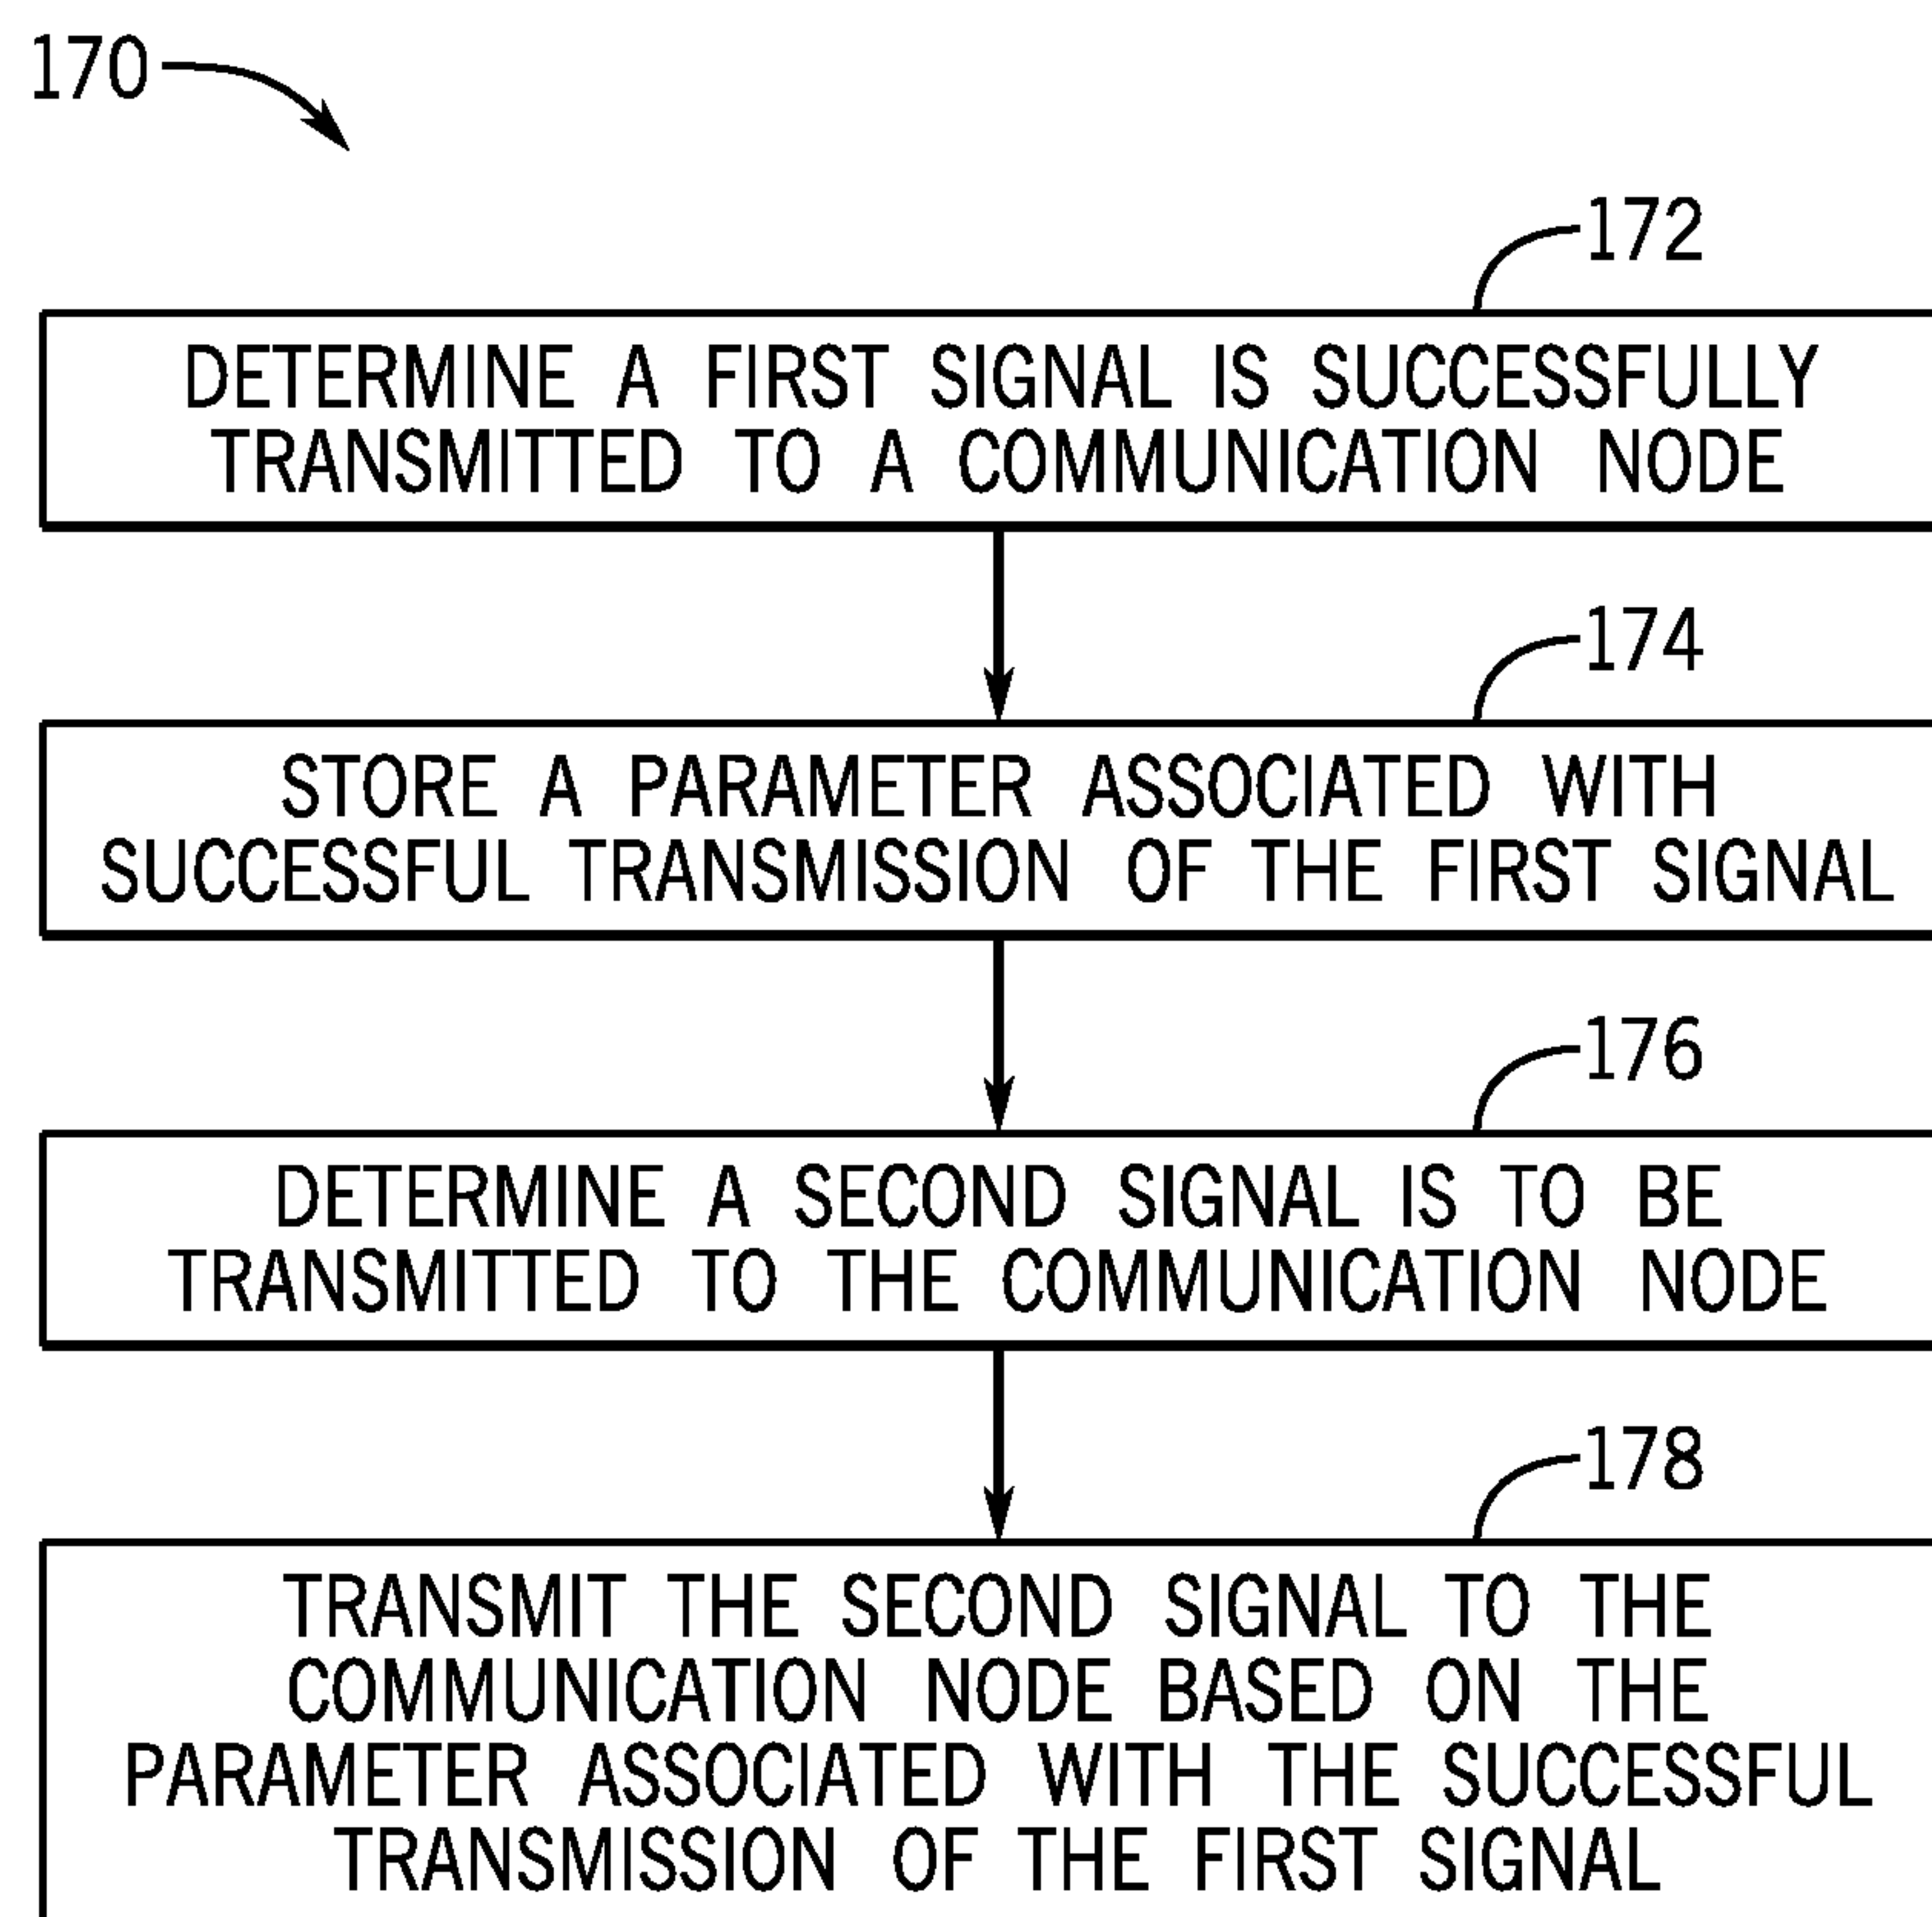 170
172
DETERMINE A FIRST SIGNAL IS SUCCESSFULLY
TRANSMITTED TO A COMMUNICATION NODE
174
STORE A PARAMETER ASSOCIATED WITH
SUCCESSFUL TRANSMISSION OF THE FIRST SIGNAL
176
DETERMINE A SECOND SIGNAL IS TO BE
TRANSMITTED TO THE COMMUNICATION NODE
178
TRANSMIT THE SECOND SIGNAL TO THE
COMMUNICATION NODE BASED ON THE
PARAMETER ASSOCIATED WITH THE SUCCESSFUL
TRANSMISSION OF THE FIRST SIGNAL